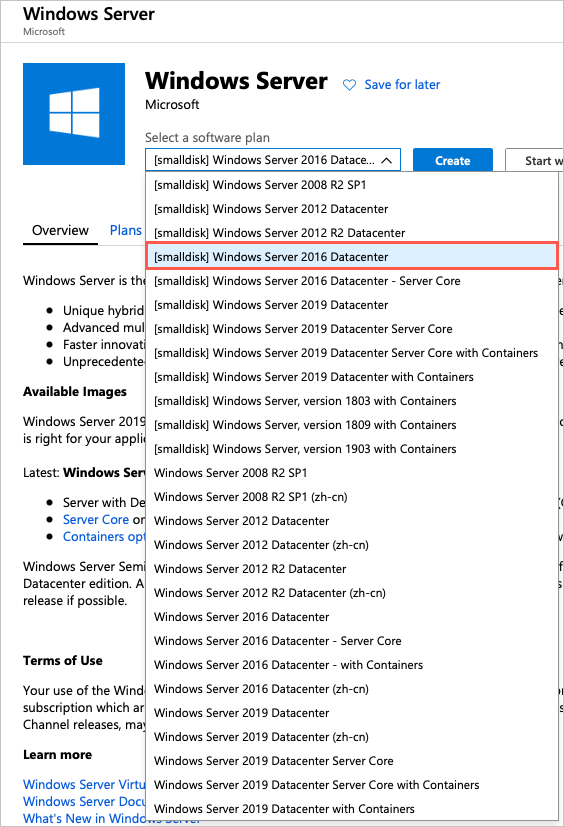 Windows Server
Microsoft
Windows Server
Save for later
Microsoft
Select a software plan
[smalldisk] Windows Server 2016 Datace...
Create
Start w
[smalldisk] Windows Server 2008 R2 SP1
[smalldisk] Windows Server 2012 Datacenter
[smalldisk] Windows Server 2012 R2 Datacenter
[smalldisk] Windows Server 2016 Datacenter
[smalldisk] Windows Server 2016 Datacenter - Server Core
[smalldisk] Windows Server 2019 Datacenter
[smalldisk] Windows Server 2019 Datacenter Server Core
[smalldisk] Windows Server 2019 Datacenter Server Core with Containers
[smalldisk] Windows Server 2019 Datacenter with Containers
[smalldisk] Windows Server, version 1803 with Containers
[smalldisk] Windows Server, version 1809 with Containers
[smalldisk] Windows Server, version 1903 with Containers
Windows Server 2008 R2 SP1
Windows Server 2008 R2 SP1 (zh-cn)
Windows Server 2012 Datacenter
Windows Server 2012 Datacenter (zh-cn)
Windows Server 2012 R2 Datacenter
Windows Server 2012 R2 Datacenter (zh-cn)
Windows Server 2016 Datacenter
Windows Server 2016 Datacenter - Server Core
Windows Server 2016 Datacenter - with Containers
Windows Server 2016 Datacenter (zh-cn)
Windows Server 2019 Datacenter
Windows Server 2019 Datacenter (zh-cn)
Windows Server 2019 Datacenter Server Core
Windows Server 2019 Datacenter Server Core with Containers
Windows Server 2019 Datacenter with Containers
Overview
Plans
Windows Server is the
Unique hybrid
Advanced mul
Faster innovati
Unprecedented
Available Images
Windows Server 2019
is right for your applic
Latest: Windows Serv
Server with De
Server Core or
Containers opt
Windows Server Semi
Datacenter edition. A
release if possible.
Terms of Use
Your use of the Wind
subscription which ar
Channel releases, may
Learn more
Windows Server Virtu
Windows Server Docu
What's New in Windows Server